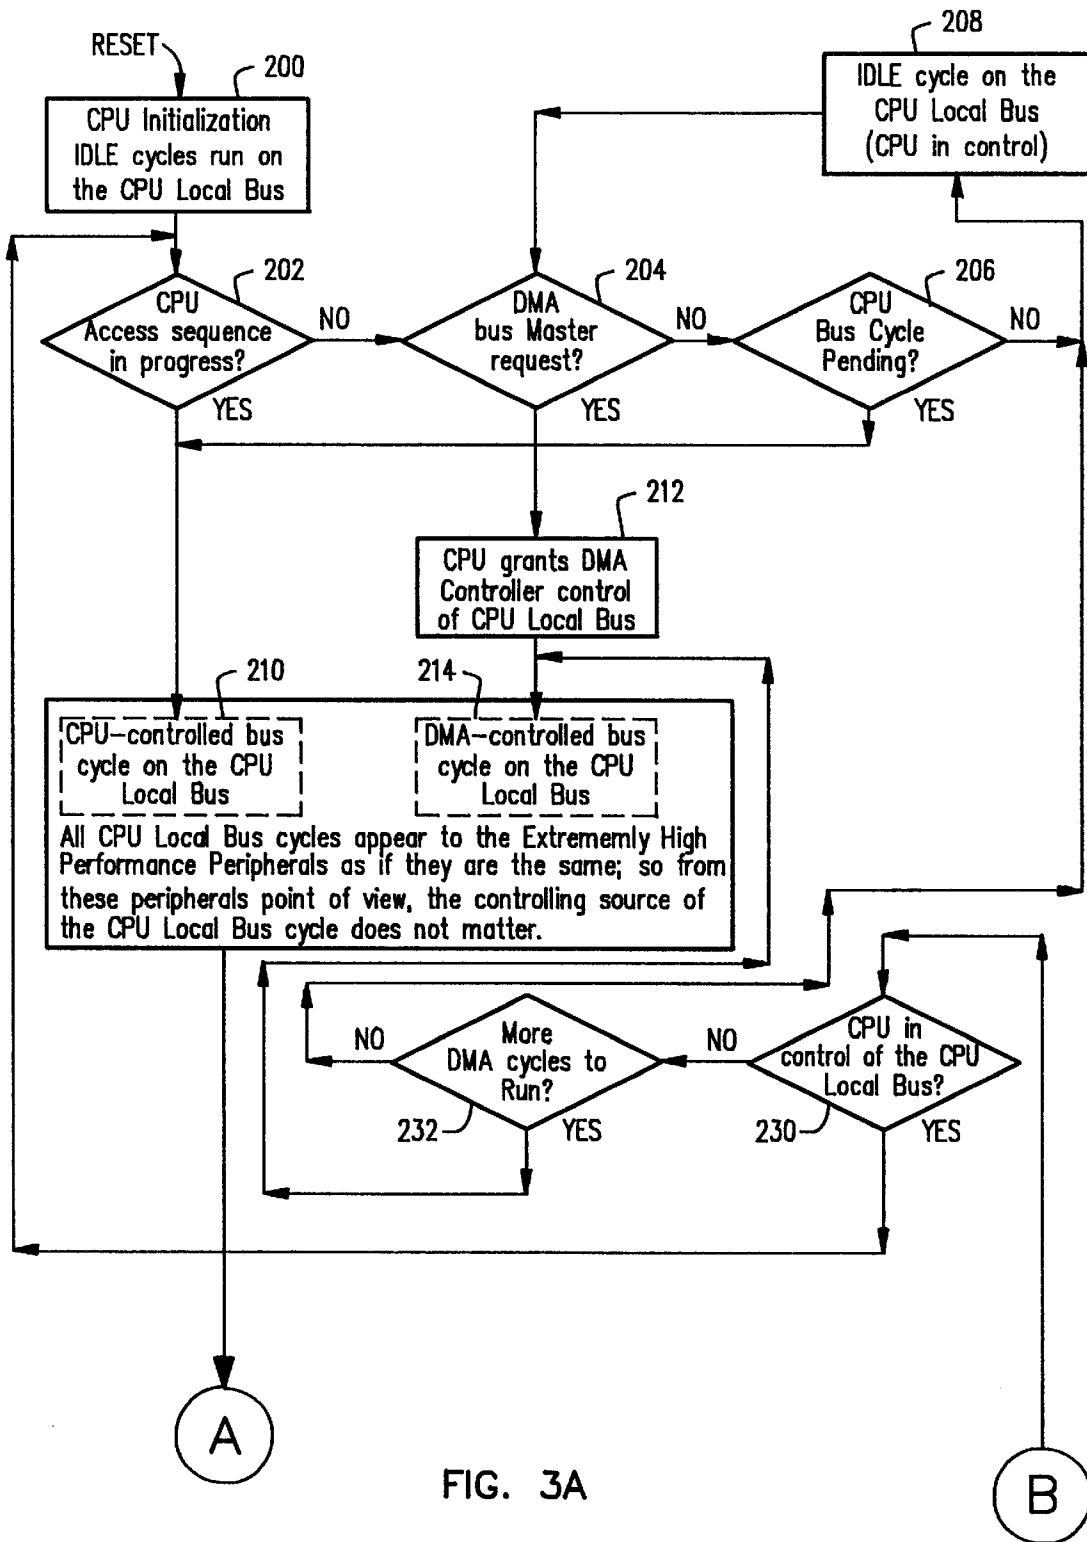 RESET
200
CPU Initialization
IDLE cycles run on
the CPU Local Bus
208
IDLE cycle on the
CPU Local Bus
(CPU in control)
202
CPU
Access sequence
in progress?
NO
YES
204
DMA
bus Master
request?
NO
YES
206
CPU
Bus Cycle
Pending?
NO
YES
212
CPU grants DMA
Controller control
of CPU Local Bus
210
CPU-controlled bus
cycle on the CPU
Local Bus
214
DMA-controlled bus
cycle on the CPU
Local Bus
All CPU Local Bus cycles appear to the Extrememly High
Performance Peripherals as if they are the same; so from
these peripherals point of view, the controlling source of
the CPU Local Bus cycle does not matter.
NO
More
DMA cycles to
Run?
232
YES
NO
CPU in
control of the CPU
Local Bus?
230
YES
A
FIG. 3A
B